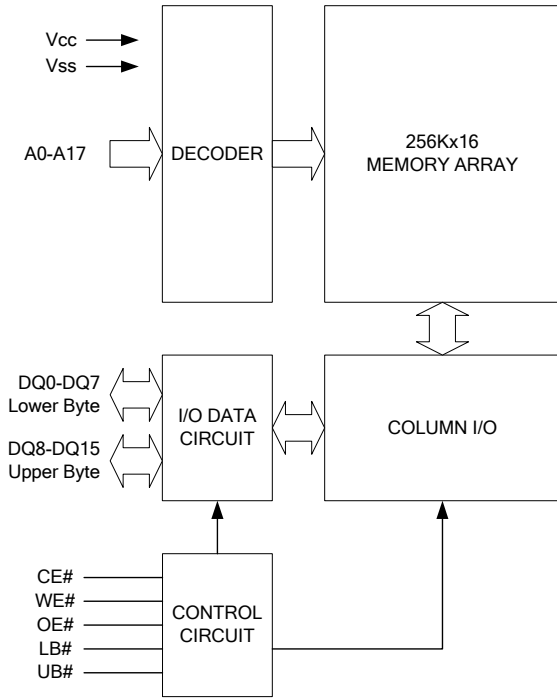 Vcc
Vss
A0-A17
DECODER
256Kx16
MEMORY ARRAY
DQ0-DQ7
Lower Byte
DQ8-DQ15
Upper Byte
I/O DATA
CIRCUIT
COLUMN I/O
CE#
WE#
OE#
LB#
UB#
CONTROL
CIRCUIT